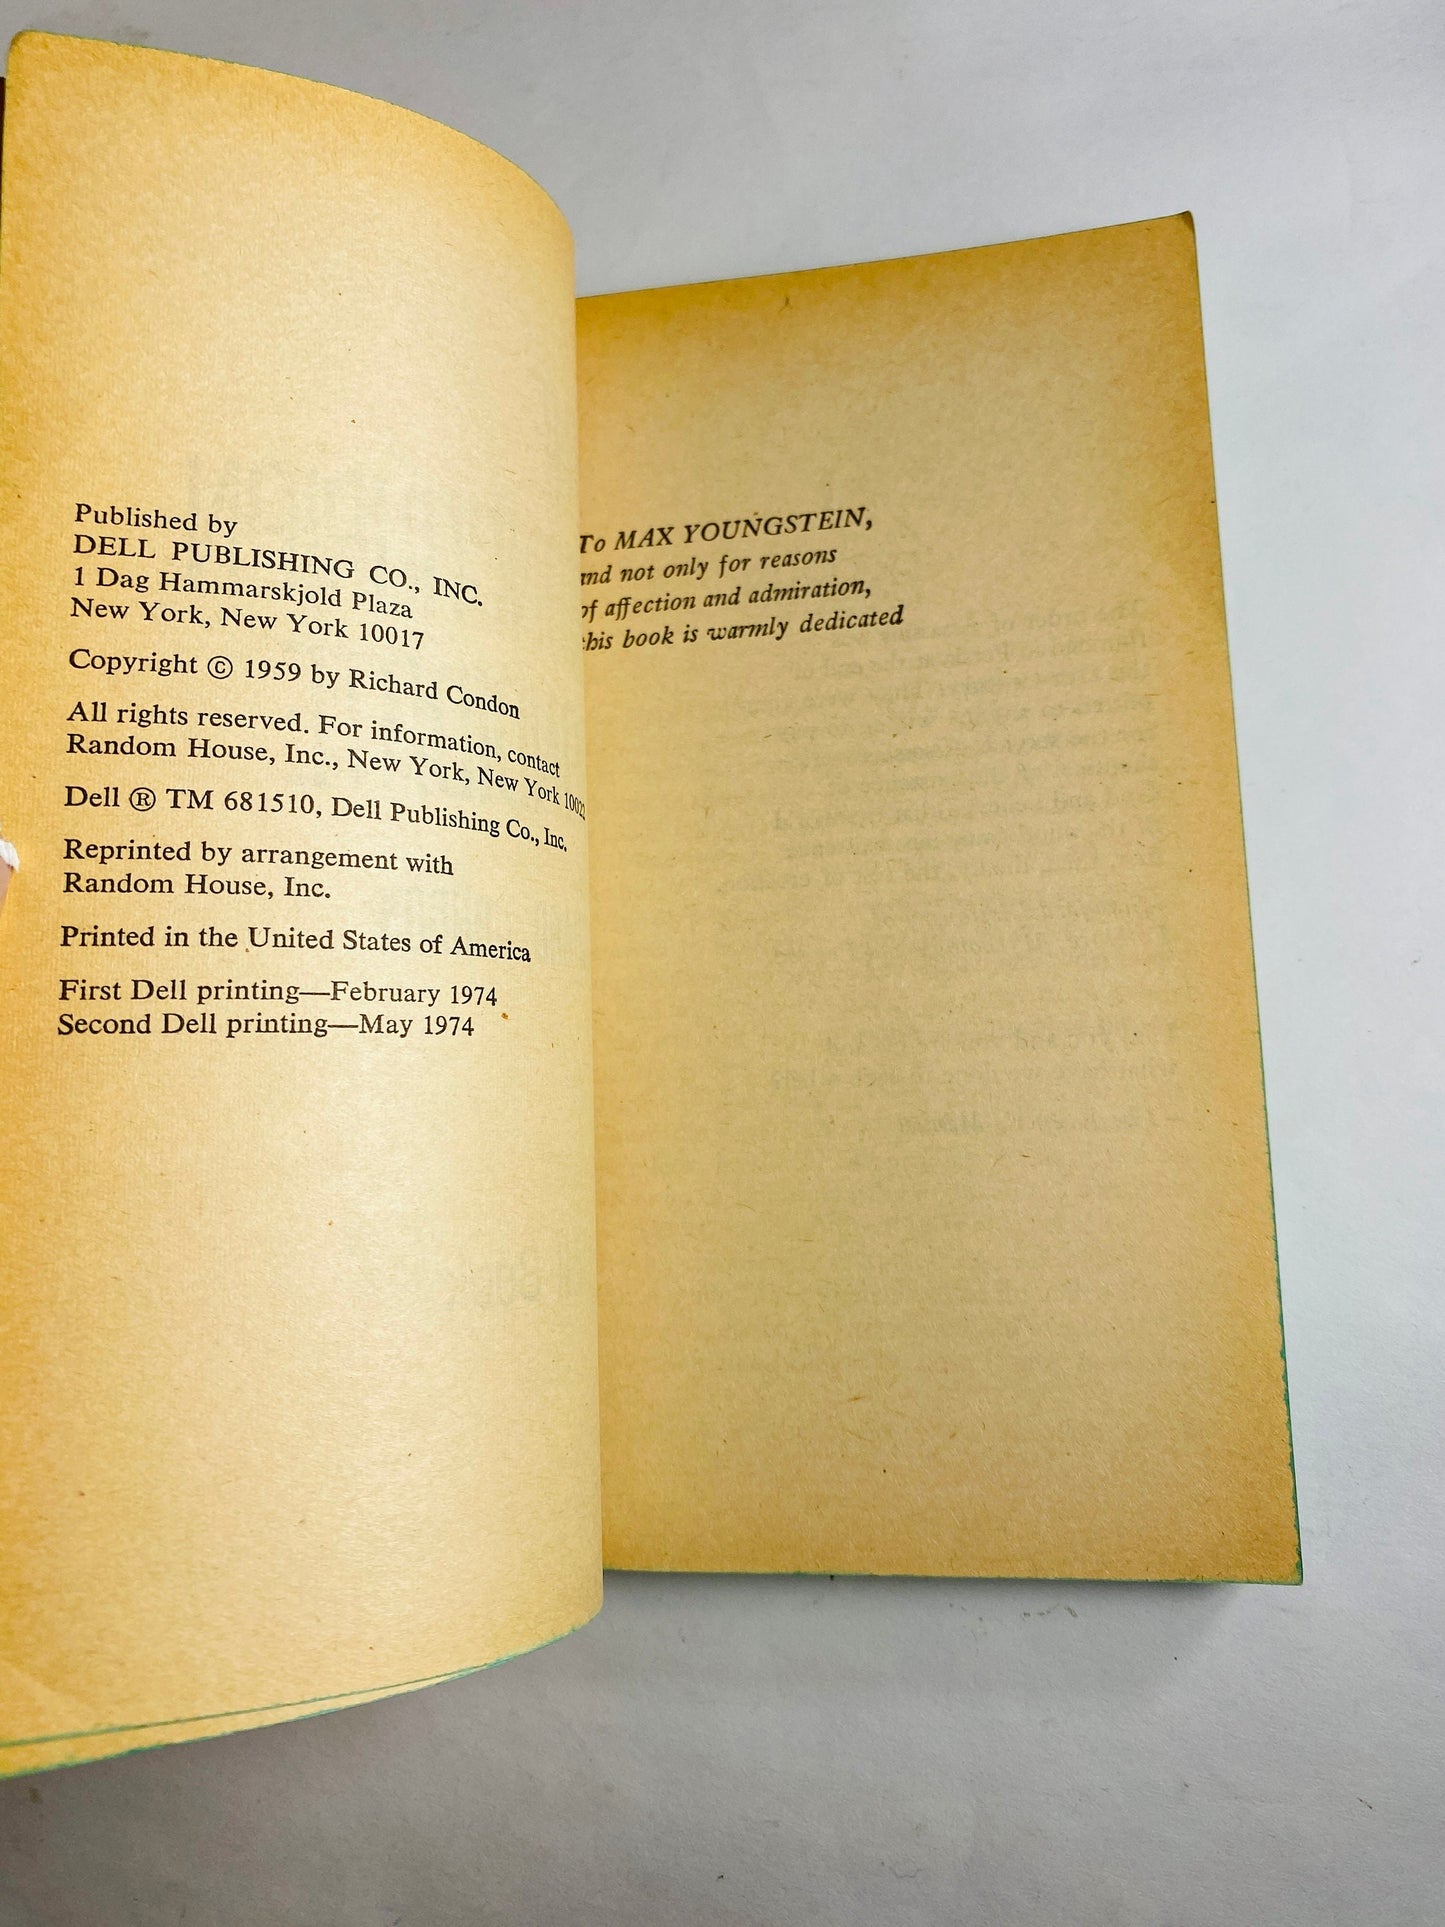 Published by
DELL PUBLISHING CO., INC.
1 Dag Hammarskjold Plaza
New York, New York 10017
Copyright © 1959 by Richard Condon
All rights reserved. For information, contact
Random House, Inc., New York, New York 10022
Dell ® TM 681510, Dell Publishing Co., Inc.
Reprinted by arrangement with
Random House, Inc.
Printed in the United States of America
First Dell printing—February 1974
Second Dell printing—May 1974
To MAX YOUNGSTEIN,
and not only for reasons
of affection and admiration,
this book is warmly dedicated